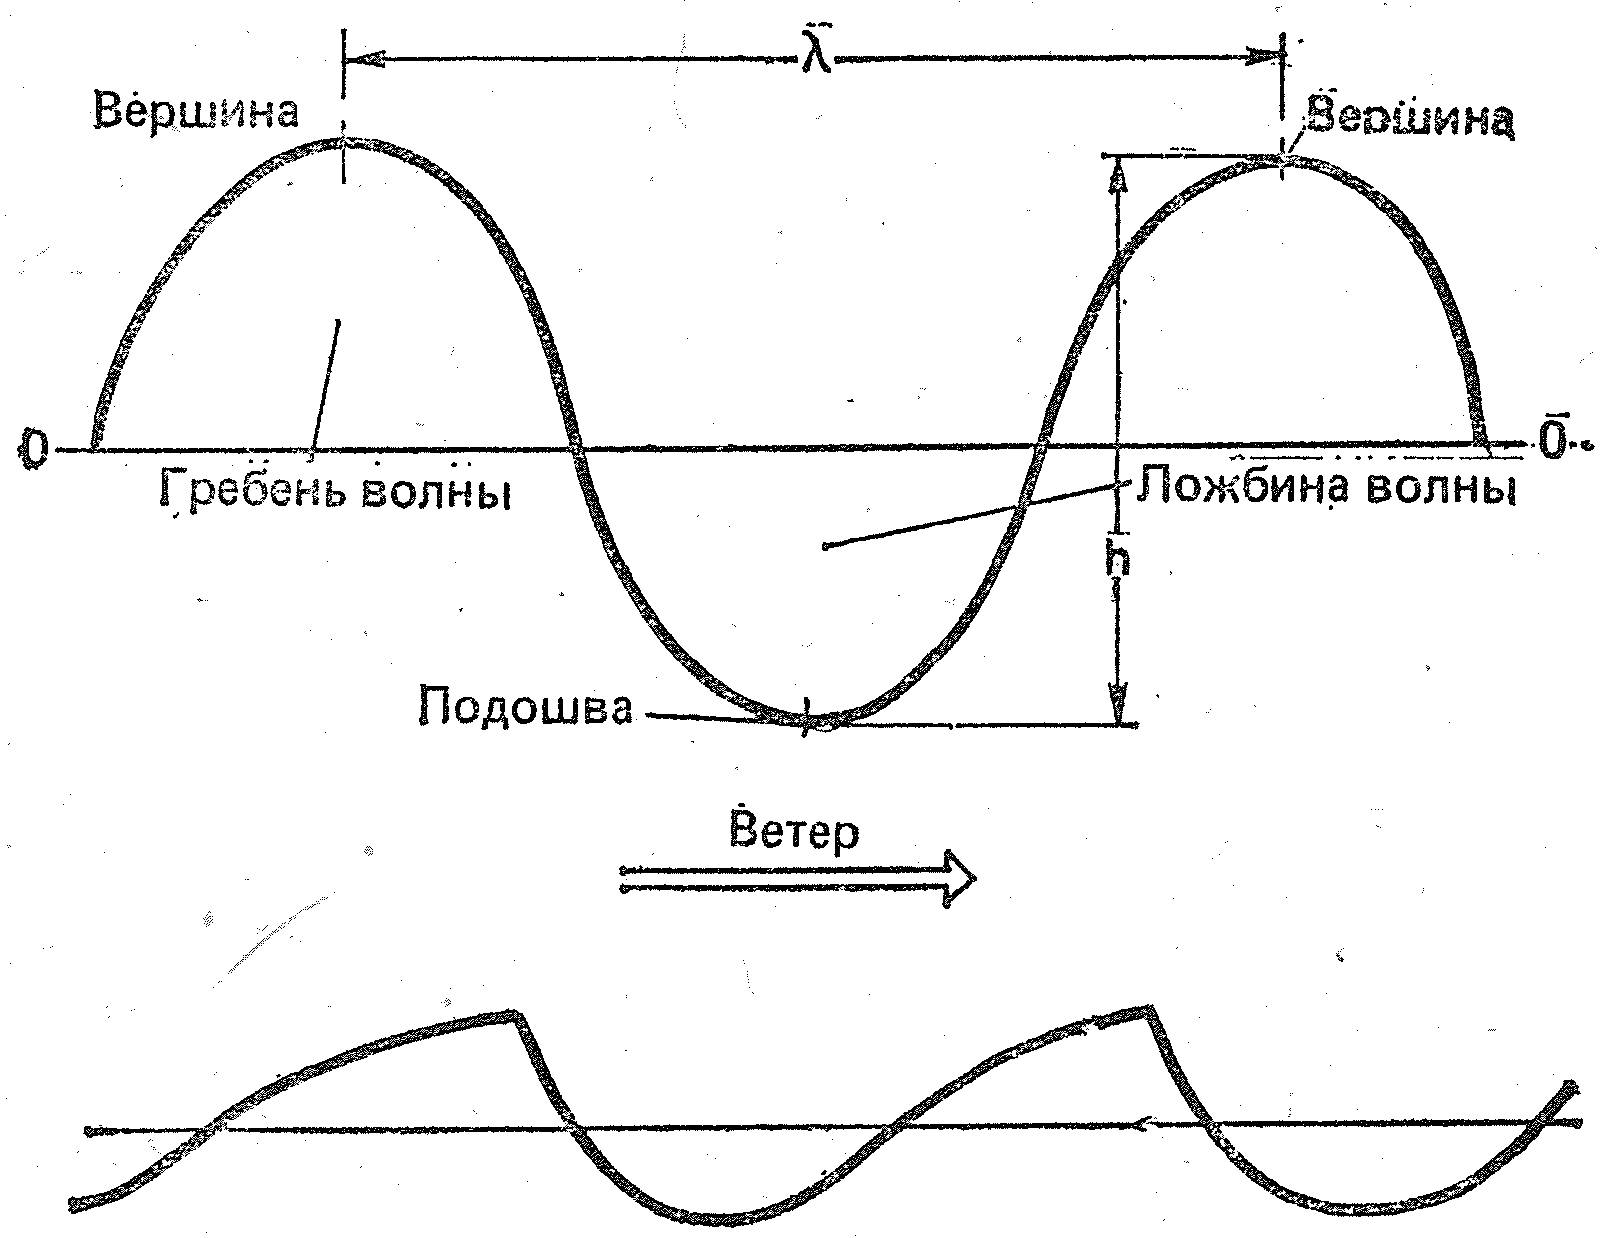 λ
Вершина
Вершина
0
0
Гребень волны
Ложбина волны
h
Подошва
Ветер